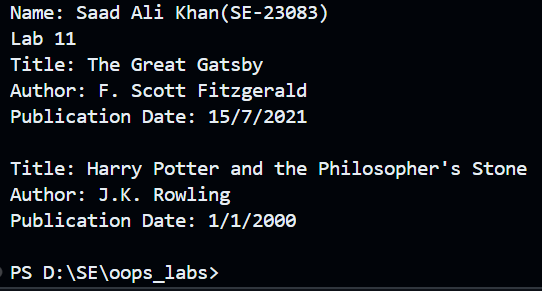 Name: Saad Ali Khan(SE-23083)
Lab 11
Title: The Great Gatsby
Author: F. Scott Fitzgerald
Publication Date: 15/7/2021
Title: Harry Potter and the Philosopher's Stone
Author: J.K. Rowling
Publication Date: 1/1/2000
PS D:\SE\oops_labs>